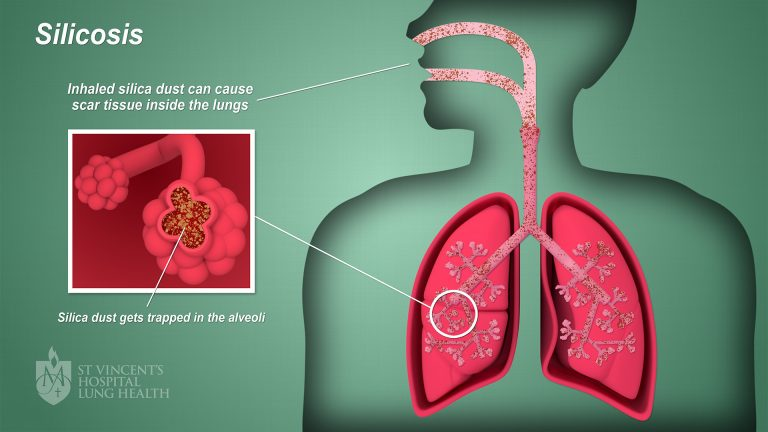 Silicosis
Inhaled silica dust can cause
scar tissue inside the lungs
Silica dust gets trapped in the alveoli
ST VINCENT'S
HOSPITAL
LUNG HEALTH